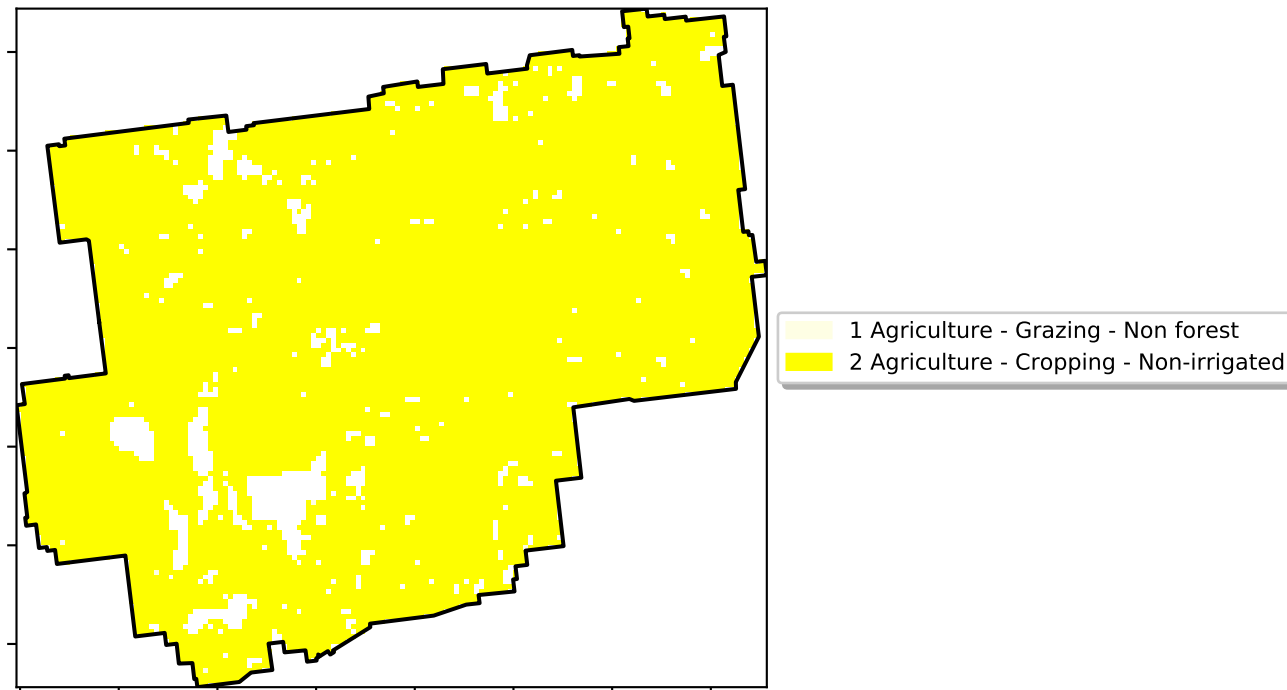 1 Agriculture - Grazing - Non forest
2 Agriculture - Cropping - Non-irrigated